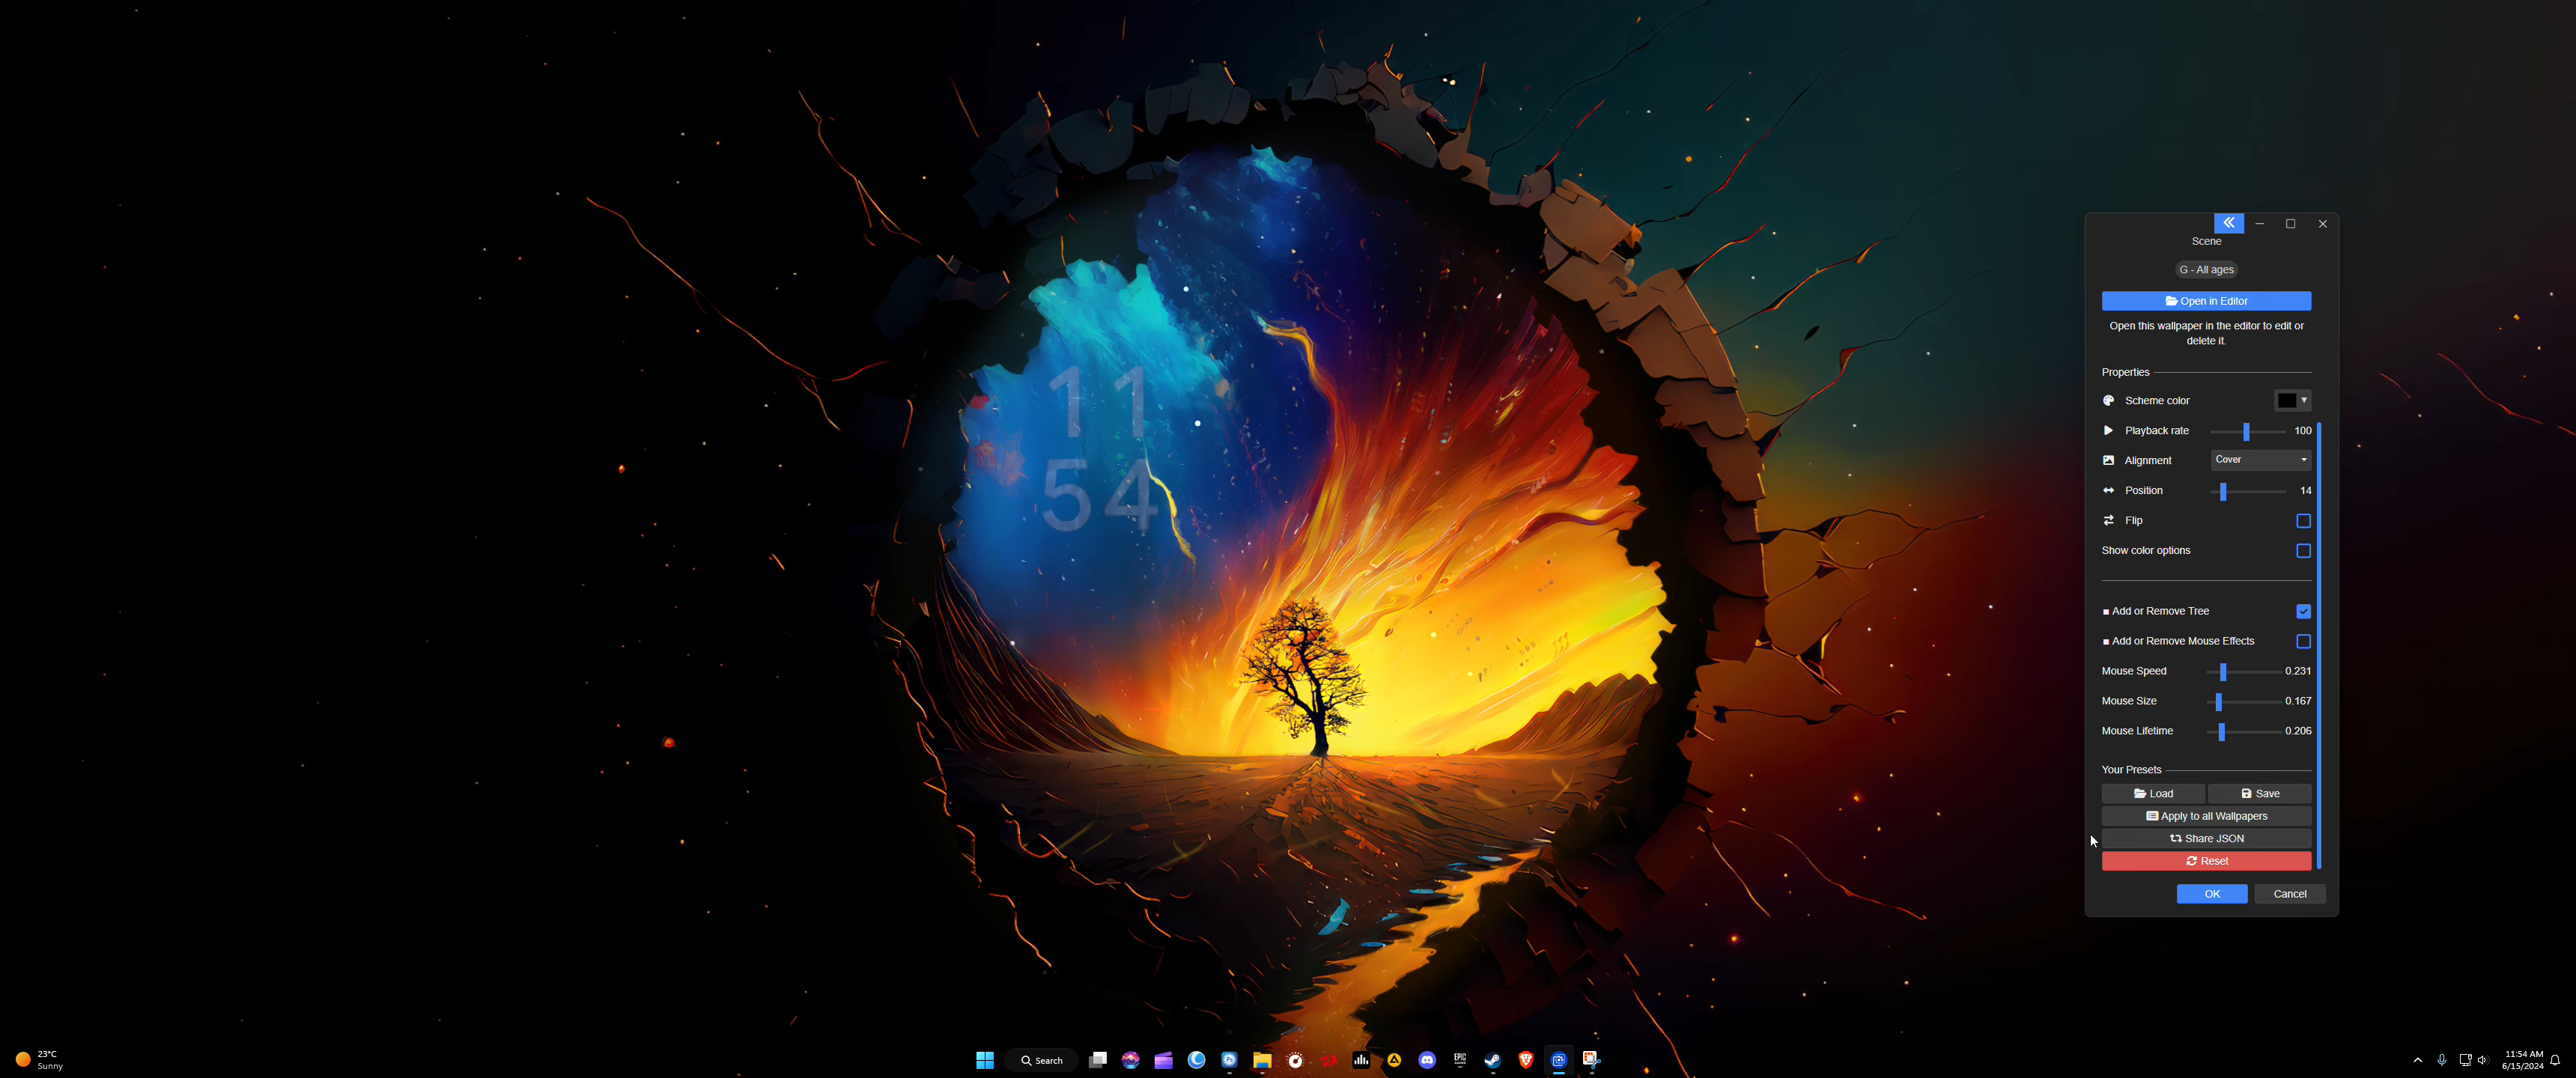 11
54
Scene
G - All ages
Open in Editor
Open this wallpaper in the editor to edit or
delete it.
Properties
Scheme color
Playback rate 100
Alignment Cover
Position 14
Flip
Show color options
Add or Remove Tree
Add or Remove Mouse Effects
Mouse Speed 0.231
Mouse Size 0.167
Mouse Lifetime 0.206
Your Presets
Load Save
Apply to all Wallpapers
Share JSON
Reset
OK Cancel
23°C
Sunny
Search
Ps
EPIC
11:54 AM
6/15/2024